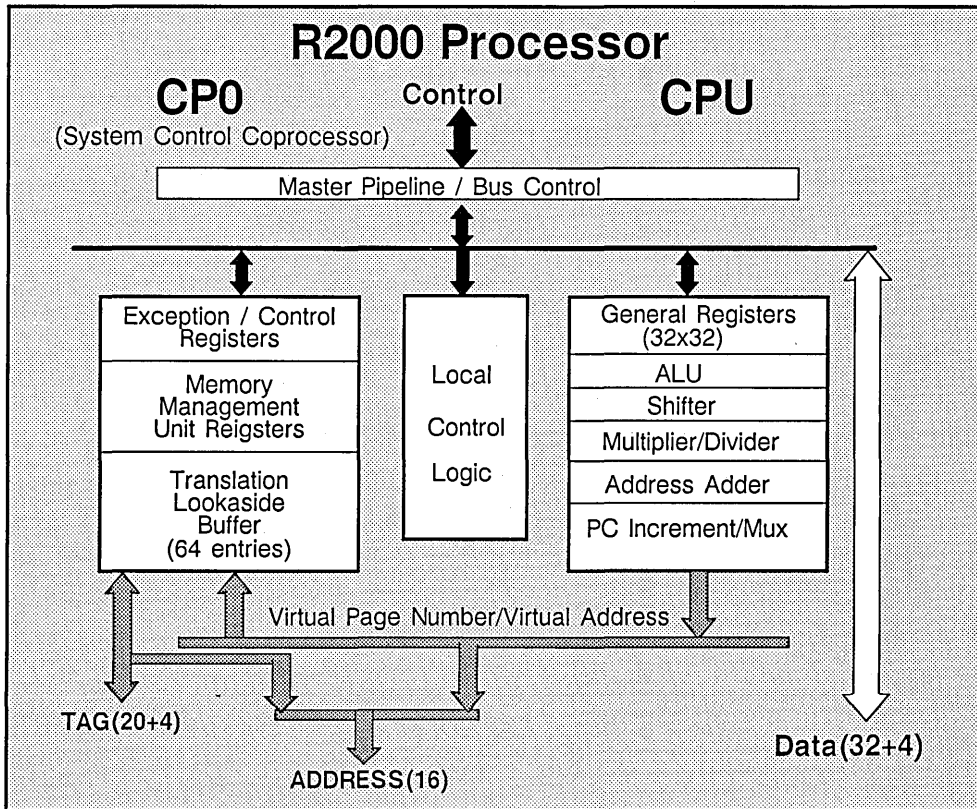 R2000 Processor
CP0
Control
CPU
(System Control Coprocessor)
Master Pipeline / Bus Control
Exception / Control
Registers
Memory
Management
Unit Reigsters
Translation
Lookaside
Buffer
(64 entries)
Local
Control
Logic
General Registers
(32x32)
ALU
Shifter
Multiplier/Divider
Address Adder
PC Increment/Mux
Virtual Page Number/Virtual Address
TAG(20+4)
ADDRESS(16)
Data(32+4)